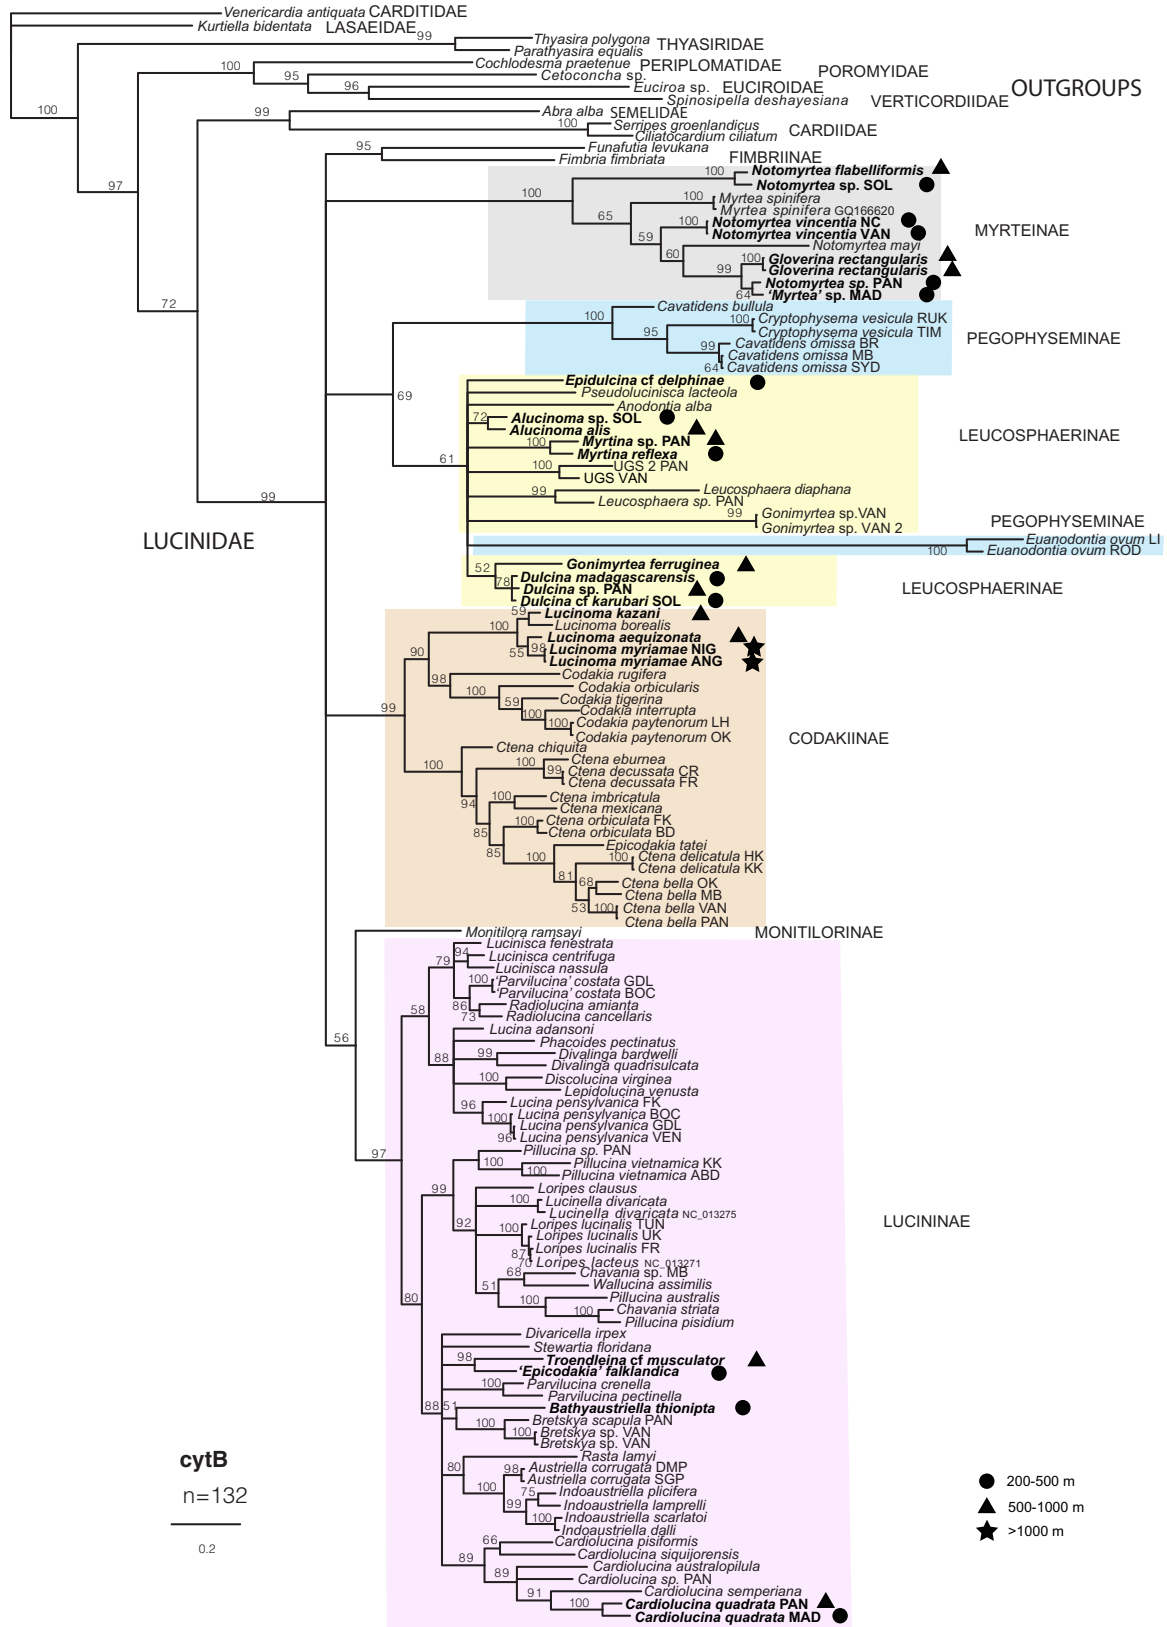 Venericardia antiquata CARDITIDAE
Kurtiella bidentata LASAEIDAE
99 Thyasira polygona THYASIRIDAE
Parathyasira equalis
Cochlodesma praetenue PERIPLOMATIDAE
100
95 Cetoconcha sp. POROMYIDAE
96 Euciroa sp. EUCIROIDAE OUTGROUPS
Spinosipella deshayesiana VERTICORDIIDAE
100
99 Abra alba SEMELIDAE
100 Serripes groenlandicus CARDIIDAE
Ciliatocardium ciliatum
95 Funafutia levukana
Fimbria fimbriata FIMBRIINAE
100 Notomyrtea flabelliformis
97 Notomyrtea sp. SOL
100
100 Myrtea spinifera
Myrtea spinifera GQ166620
65
100 Notomyrtea vincentia NC MYRTEINAE
Notomyrtea vincentia VAN
59
Notomyrtea mayi
60
100 Gloverina rectangularis
99 Gloverina rectangularis
Notomyrtea sp. PAN
64 'Myrtea' sp. MAD
72
Cavatidens bullula
100
100 Cryptophysema vesicula RUK
95 Cryptophysema vesicula TIM PEGOPHYSEMINAE
99 Cavatidens omissa BR
Cavatidens omissa MB
64 Cavatidens omissa SYD
69
Epidulcina cf delphinae
Pseudolucinisca lacteola
Anodontia alba
72 Alucinoma sp. SOL
Alucinoma alis
100 Myrtina sp. PAN LEUCOSPHAERINAE
Myrtina reflexa
61
100 UGS 2 PAN
UGS VAN
99 Leucosphaera diaphana
Leucosphaera sp. PAN
99
99 Gonimyrtea sp.VAN
Gonimyrtea sp. VAN 2 PEGOPHYSEMINAE
LUCINIDAE
100 Euanodontia ovum LI
Euanodontia ovum ROD
52 Gonimyrtea ferruginea
78 Dulcina madagascarensis
Dulcina sp. PAN LEUCOSPHAERINAE
Dulcina cf karubari SOL
59 Lucinoma kazani
100 Lucinoma borealis
Lucinoma aequizonata
55 98 Lucinoma myriamae NIG
Lucinoma myriamae ANG
90
98 Codakia rugifera
100 Codakia orbicularis
59 Codakia tigerina
99
100 Codakia interrupta
100 Codakia paytenorum LH
Codakia paytenorum OK CODAKIINAE
Ctena chiquita
100
100 Ctena eburnea
99 Ctena decussata CR
Ctena decussata FR
94
100 Ctena imbricatula
Ctena mexicana
85
100 Ctena orbiculata FK
Ctena orbiculata BD
85
Epicodakia tatei
100
100 Ctena delicatula HK
Ctena delicatula KK
81
68 Ctena bella OK
Ctena bella MB
53 100 Ctena bella VAN
Ctena bella PAN
Monitilora ramsayi MONITILORINAE
Lucinisca fenestrata
94 Lucinisca centrifuga
79 Lucinisca nassula
100 'Parvilucina' costata GDL
'Parvilucina' costata BOC
86 Radiolucina amianta
73 Radiolucina cancellaris
58
Lucina adansoni
56
Phacoides pectinatus
88
99 Divalinga bardwelli
Divalinga quadrisulcata
100 Discolucina virginea
Lepidolucina venusta
96 Lucina pensylvanica FK
100 Lucina pensylvanica BOC
Lucina pensylvanica GDL
96 Lucina pensylvanica VEN
97
Pillucina sp. PAN
100
100 Pillucina vietnamica KK
Pillucina vietnamica ABD
99
Loripes clausus
100 Lucinella divaricata
Lucinella divaricata NC_013275 LUCININAE
92
100 Loripes lucinalis TUN
Loripes lucinalis UK
87 Loripes lucinalis FR
70 Loripes lacteus NC_013271
68 Chavania sp. MB
51 Wallucina assimilis
100 Pillucina australis
100 Chavania striata
Pillucina pisidium
80
Divaricella irpex
Stewartia floridana
98 Troendleina cf musculator
'Epicodakia' falklandica
100 Parvilucina crenella
Parvilucina pectinella
88 51 Bathyaustriella thionipta
100 Bretskya scapula PAN
100 Bretskya sp. VAN
Bretskya sp. VAN
Rasta lamyi
80
98 Austriella corrugata DMP
100 Austriella corrugata SGP
75 Indoaustriella plicifera
99 Indoaustriella lamprelli
100 Indoaustriella scarlatoi
Indoaustriella dalli
66 Cardiolucina pisiformis
89 Cardiolucina siquijorensis
89 Cardiolucina australopilula
Cardiolucina sp. PAN
91 Cardiolucina semperiana
100 Cardiolucina quadrata PAN
Cardiolucina quadrata MAD
cytB
n=132
0.2
200-500 m
500-1000 m
>1000 m